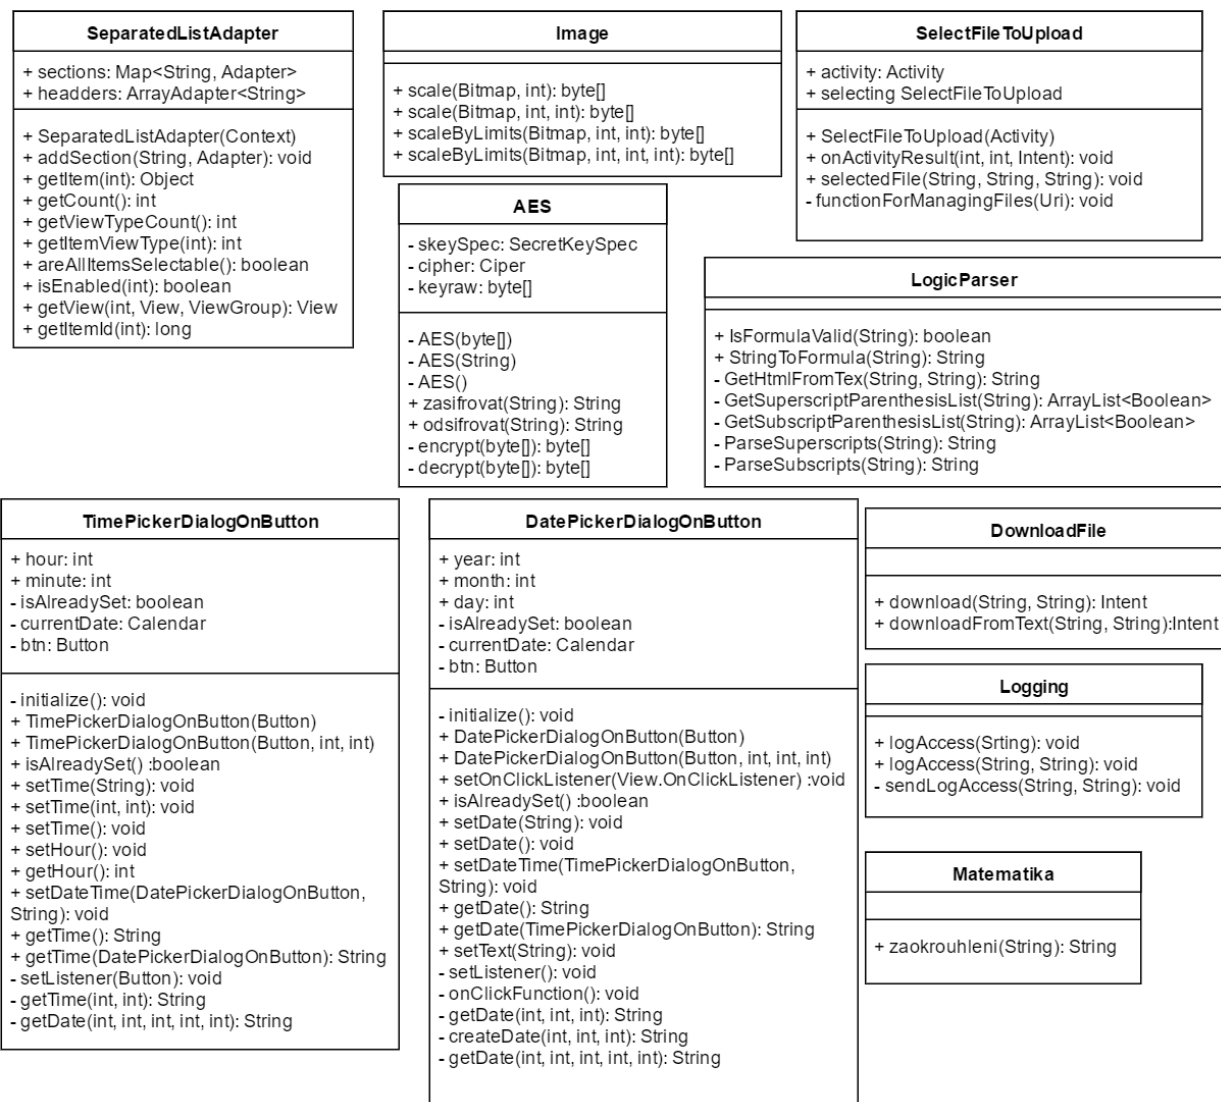 SeparatedListAdapter
+ sections: Map<String, Adapter>
+ headders: ArrayAdapter<String>
+ SeparatedListAdapter(Context)
+ addSection(String, Adapter): void
+ getItem(int): Object
+ getCount(): int
+ getViewTypeCount(): int
+ getItemViewType(int): int
+ areAllItemsSelectable(): boolean
+ isEnabled(int): boolean
+ getView(int, View, ViewGroup): View
+ getItemId(int): long
Image
+ scale(Bitmap, int): byte[]
+ scale(Bitmap, int, int): byte[]
+ scaleByLimits(Bitmap, int, int): byte[]
+ scaleByLimits(Bitmap, int, int, int): byte[]
SelectFileToUpload
+ activity: Activity
+ selecting SelectFileToUpload
+ SelectFileToUpload(Activity)
+ onActivityResult(int, int, Intent): void
+ selectedFile(String, String, String): void
- functionForManagingFiles(Uri): void
AES
- skeySpec: SecretKeySpec
- cipher: Ciper
- keyraw: byte[]
- AES(byte[])
- AES(String)
- AES()
+ zasifrovat(String): String
+ odsifrovat(String): String
- encrypt(byte[]): byte[]
- decrypt(byte[]): byte[]
LogicParser
+ IsFormulaValid(String): boolean
+ StringToFormula(String): String
- GetHtmlFromTex(String, String): String
- GetSuperscriptParenthesisList(String): ArrayList<Boolean>
- GetSubscriptParenthesisList(String): ArrayList<Boolean>
- ParseSuperscripts(String): String
- ParseSubscripts(String): String
TimePickerDialogOnButton
+ hour: int
+ minute: int
- isAlreadySet: boolean
- currentDate: Calendar
- btn: Button
- initialize(): void
+ TimePickerDialogOnButton(Button)
+ TimePickerDialogOnButton(Button, int, int)
+ isAlreadySet() :boolean
+ setTime(String): void
+ setTime(int, int): void
+ setTime(): void
+ setHour(): void
+ getHour(): int
+ setDateTime(DatePickerDialogOnButton,
String): void
+ getTime(): String
+ getTime(DatePickerDialogOnButton): String
- setListener(Button): void
- getTime(int, int): String
- getDate(int, int, int, int, int): String
DatePickerDialogOnButton
+ year: int
+ month: int
+ day: int
- isAlreadySet: boolean
- currentDate: Calendar
- btn: Button
- initialize(): void
+ DatePickerDialogOnButton(Button)
+ DatePickerDialogOnButton(Button, int, int, int)
+ setOnClickListener(View.OnClickListener) :void
+ isAlreadySet() :boolean
+ setDate(String): void
+ setDate(): void
+ setDateTime(TimePickerDialogOnButton,
String): void
+ getDate(): String
+ getDate(TimePickerDialogOnButton): String
+ setText(String): void
- setListener(): void
- onClickFunction(): void
- getDate(int, int, int): String
- createDate(int, int, int): String
- getDate(int, int, int, int, int): String
DownloadFile
+ download(String, String): Intent
+ downloadFromText(String, String):Intent
Logging
+ logAccess(Srting): void
+ logAccess(String, String): void
- sendLogAccess(String, String): void
Matematika
+ zaokrouhleni(String): String